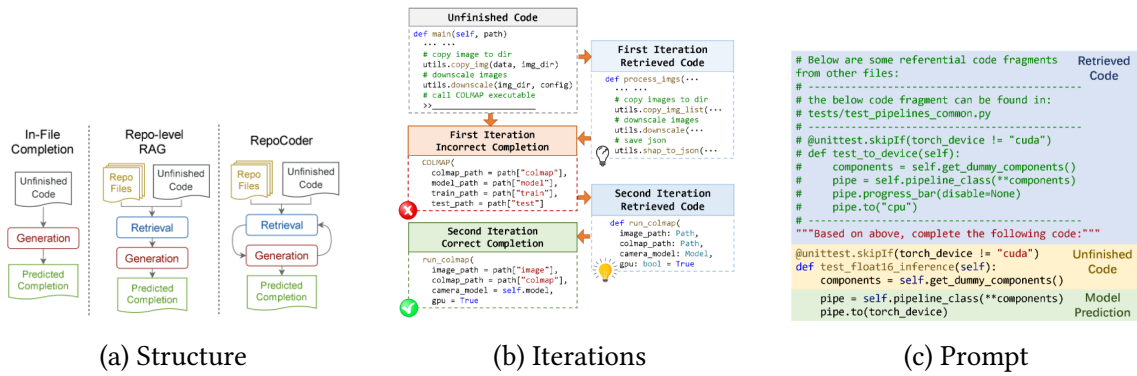 In-File
Completion
Unfinished
Code
Generation
Predicted
Completion
Repo-level
RAG
Repo
Files
Unfinished
Code
Retrieval
Generation
Predicted
Completion
RepoCoder
Repo
Files
Unfinished
Code
Retrieval
Generation
Predicted
Completion
(a) Structure
Unfinished Code
def main(self, path)
... ...
# copy image to dir
utils.copy_img(data, img_dir)
# downscale images
utils.downscale(img_dir, config)
# call COLMAP executable
>>____________________
First Iteration
Retrieved Code
def process_imgs(...
... ...
# copy images to dir
utils.copy_img_list(...
# downscale images
utils.downscale(...
# save json
utils.shap_to_json(...
First Iteration
Incorrect Completion
COLMAP(
colmap_path = path["colmap"],
model_path = path["model"],
train_path = path["train"],
test_path = path["test"]
Second Iteration
Retrieved Code
def run_colmap(
image_path: Path,
colmap_path: Path,
camera_model: Model,
gpu: bool = True
Second Iteration
Correct Completion
run_colmap(
image_path = path["image"],
colmap_path = path["colmap"],
camera_model = self.model,
gpu = True
(b) Iterations
Retrieved
Code
# Below are some referential code fragments
from other files:
# -----------------------------------------------
# the below code fragment can be found in:
# tests/test_pipelines_common.py
# -----------------------------------------------
# @unittest.skipIf(torch_device != "cuda")
# def test_to_device(self):
#     components = self.get_dummy_components()
#     pipe = self.pipeline_class(**components)
#     pipe.progress_bar(disable=None)
#     pipe.to("cpu")
# -----------------------------------------------
"""Based on above, complete the following code:"""
@unittest.skipIf(torch_device != "cuda")
def test_float16_inference(self):
components = self.get_dummy_components()
Unfinished
Code
pipe = self.pipeline_class(**components)
pipe.to(torch_device)
Model
Prediction
(c) Prompt